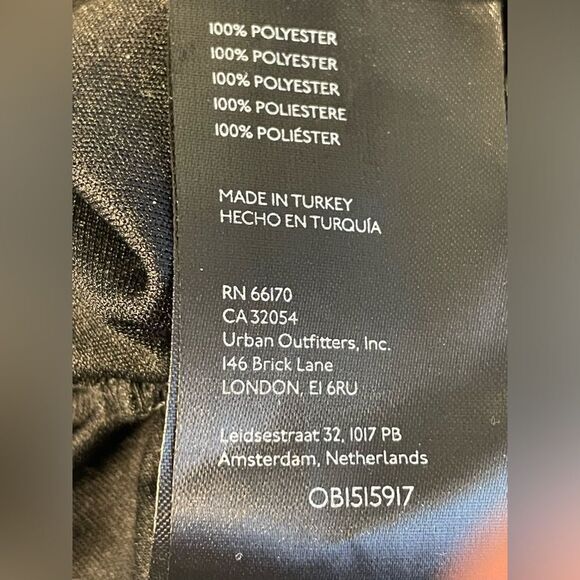 100% POLYESTER
100% POLYESTER
100% POLYESTER
100% POLIESTERE
100% POLIÉSTER
MADE IN TURKEY
HECHO EN TURQUÍA
RN 66170
CA 32054
Urban Outfitters, Inc.
146 Brick Lane
LONDON, E1 6RU
Leidsestraat 32, 1017 PB
Amsterdam, Netherlands
OB1515917